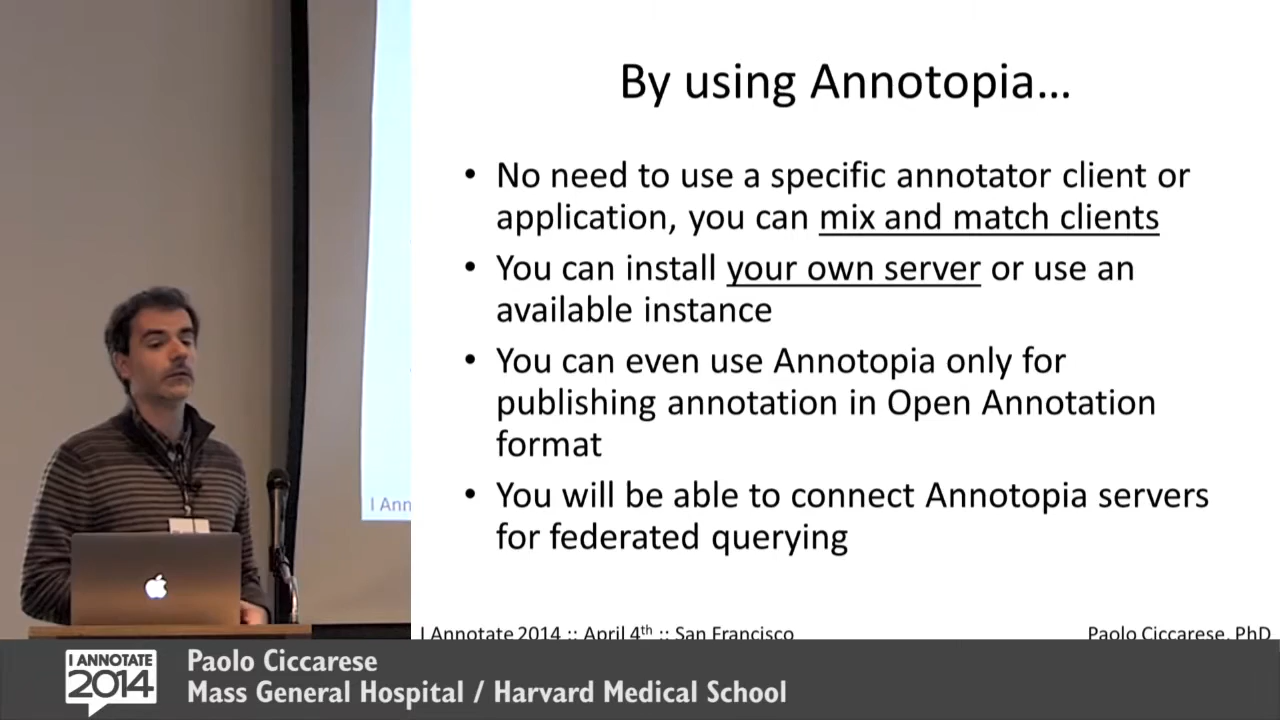 By using Annotopia...
• No need to use a specific annotator client or
application, you can mix and match clients
• You can install your own server or use an
available instance
• You can even use Annotopia only for
publishing annotation in Open Annotation
format
• You will be able to connect Annotopia servers
for federated querying
I Ann
I Annotate 2014 :: April 4th :: San Francisco
Paolo Ciccarese, PhD
I ANNOTATE
2014
Paolo Ciccarese
Mass General Hospital / Harvard Medical School